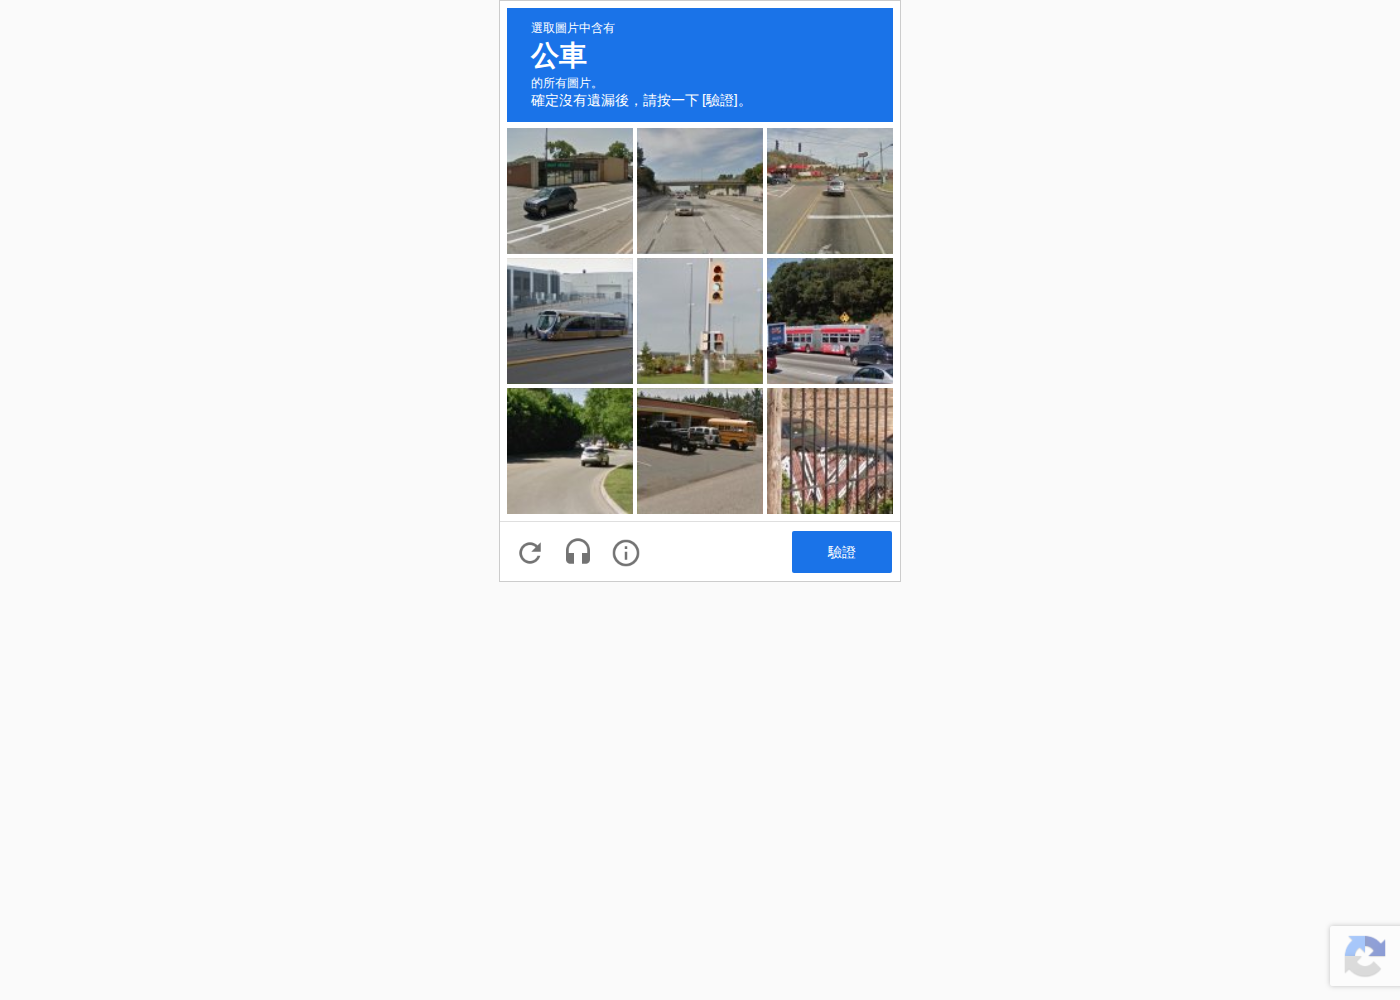 選取圖片中含有
公車
的所有圖片。
確定沒有遺漏後，請按一下 [驗證]。
驗證